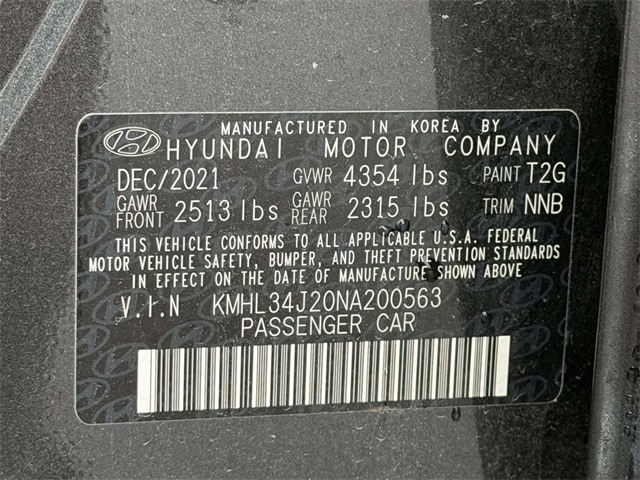 MANUFACTURED IN KOREA BY
HYUNDAI MOTOR COMPANY
DEC/2021 GVWR 4354 lbs PAINT T2G
GAWR FRONT 2513 lbs GAWR REAR 2315 lbs TRIM NNB
THIS VEHICLE CONFORMS TO ALL APPLICABLE U.S.A. FEDERAL
MOTOR VEHICLE SAFETY, BUMPER, AND THEFT PREVENTION STANDARDS
IN EFFECT ON THE DATE OF MANUFACTURE SHOWN ABOVE
V.I.N KMHL34J20NA200563
PASSENGER CAR